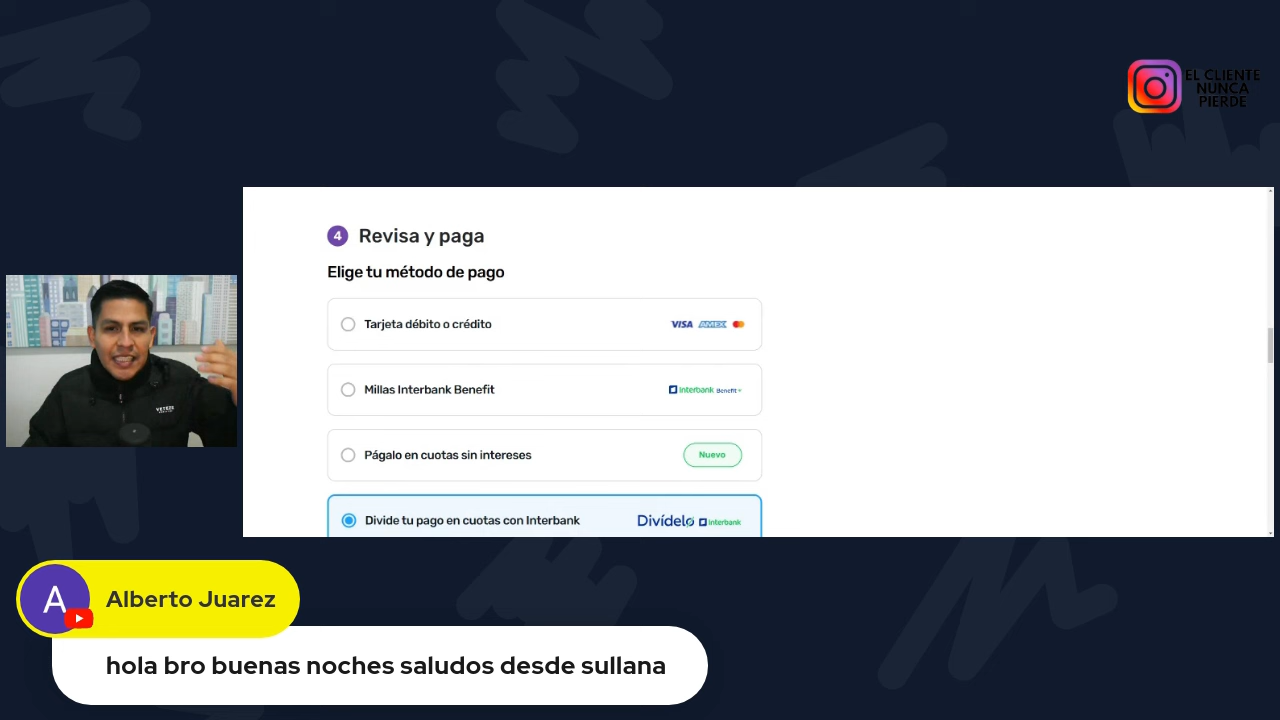 EL CLIENTE
NUNCA
PIERDE
4 Revisa y paga
Elige tu método de pago
Tarjeta débito o crédito VISA AMEX
Millas Interbank Benefit Interbank Benefit
Págalo en cuotas sin intereses Nuevo
Divide tu pago en cuotas con Interbank Divídelo Interbank
A Alberto Juarez
hola bro buenas noches saludos desde sullana